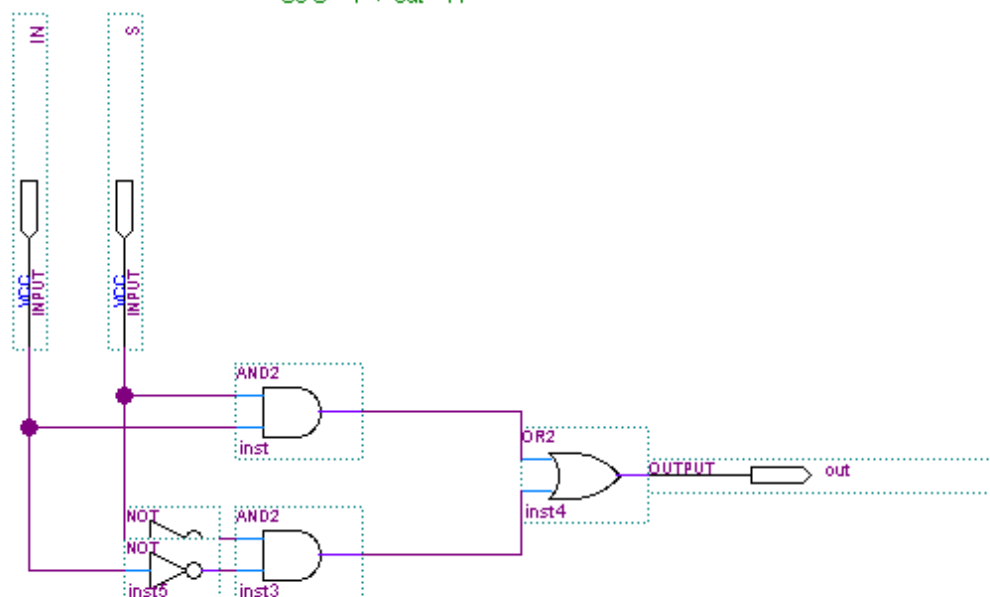 IN
S
VCC
INPUT
VCC
INPUT
AND2
inst
OR2
OUTPUT
out
inst4
NOT
AND2
NOT
inst5
inst3